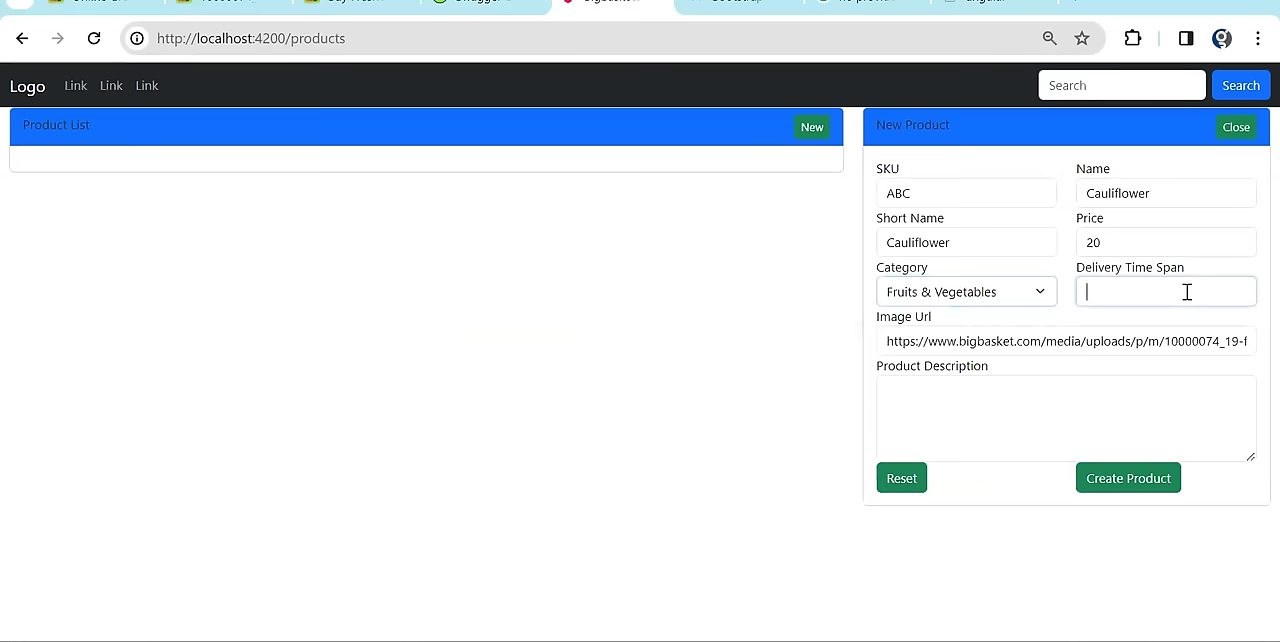 http://localhost:4200/products
Logo Link Link Link Search Search
Product List New
New Product Close
SKU Name
ABC Cauliflower
Short Name Price
Cauliflower 20
Category Delivery Time Span
Fruits & Vegetables
Image Url
https://www.bigbasket.com/media/uploads/p/m/10000074_19-f
Product Description
Reset Create Product